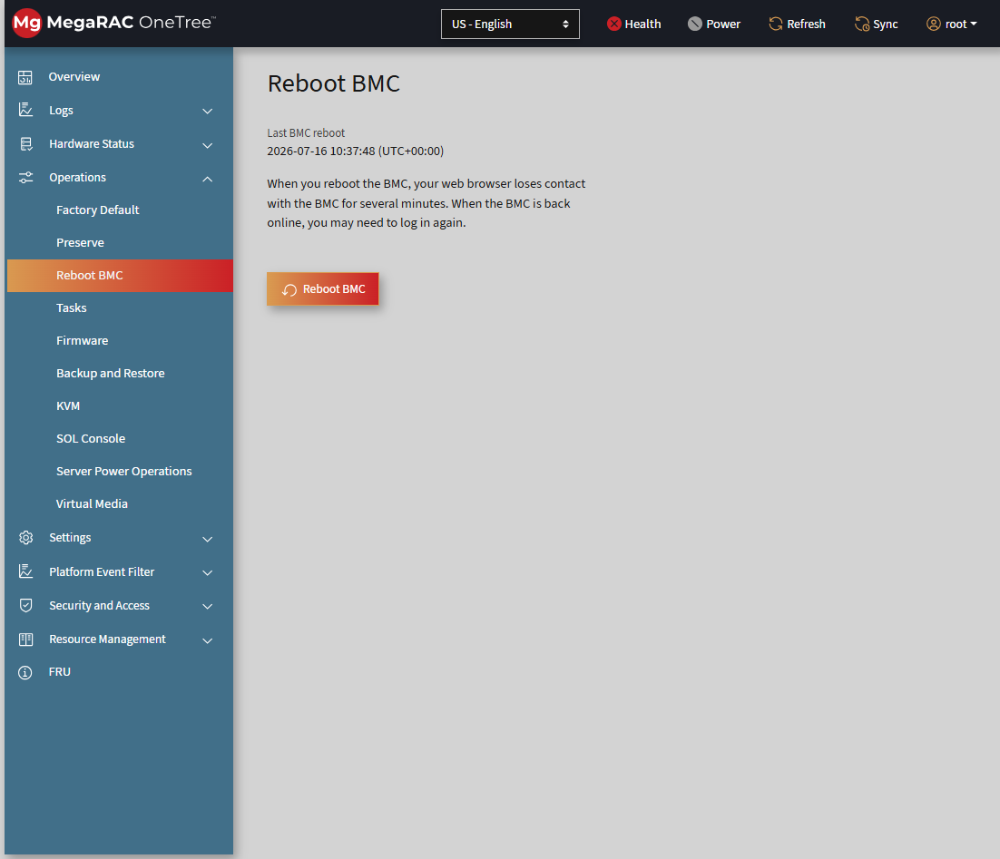 Mg MegaRAC OneTree™
US - English
Health
Power
Refresh
Sync
root
Overview
Logs
Hardware Status
Operations
Factory Default
Preserve
Reboot BMC
Tasks
Firmware
Backup and Restore
KVM
SOL Console
Server Power Operations
Virtual Media
Settings
Platform Event Filter
Security and Access
Resource Management
FRU
Reboot BMC
Last BMC reboot
2026-07-16 10:37:48 (UTC+00:00)
When you reboot the BMC, your web browser loses contact
with the BMC for several minutes. When the BMC is back
online, you may need to log in again.
Reboot BMC